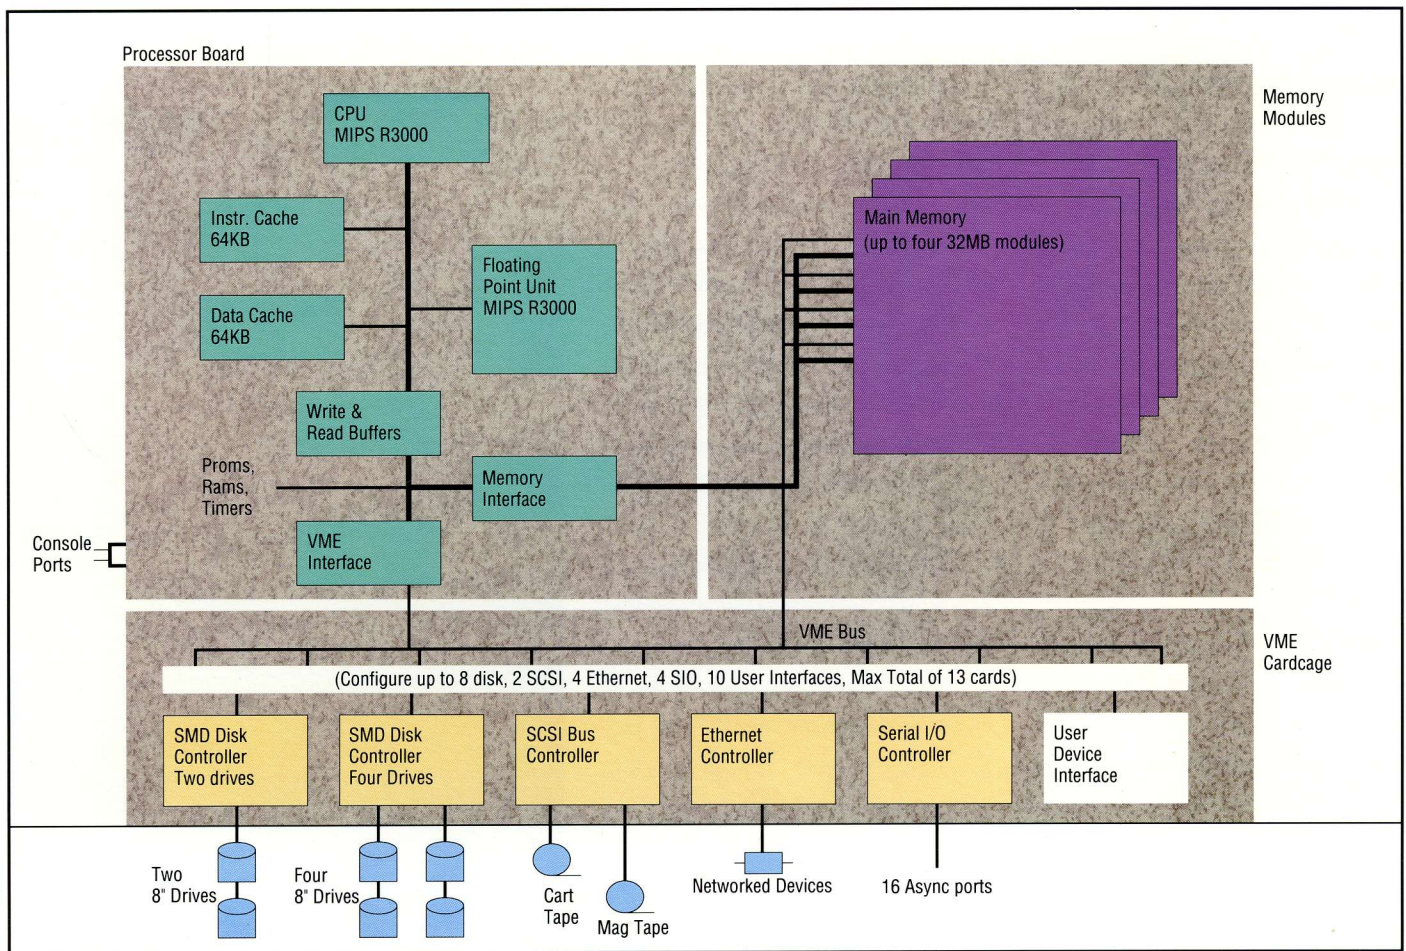 Processor Board
CPU
MIPS R3000
Instr. Cache
64KB
Data Cache
64KB
Floating
Point Unit
MIPS R3000
Write &
Read Buffers
Proms,
Rams,
Timers
Memory
Interface
VME
Interface
Console
Ports
Memory
Modules
Main Memory
(up to four 32MB modules)
VME Bus
VME
Cardcage
(Configure up to 8 disk, 2 SCSI, 4 Ethernet, 4 SIO, 10 User Interfaces, Max Total of 13 cards)
SMD Disk
Controller
Two drives
SMD Disk
Controller
Four Drives
SCSI Bus
Controller
Ethernet
Controller
Serial I/O
Controller
User
Device
Interface
Two
8" Drives
Four
8" Drives
Cart
Tape
Mag Tape
Networked Devices
16 Async ports